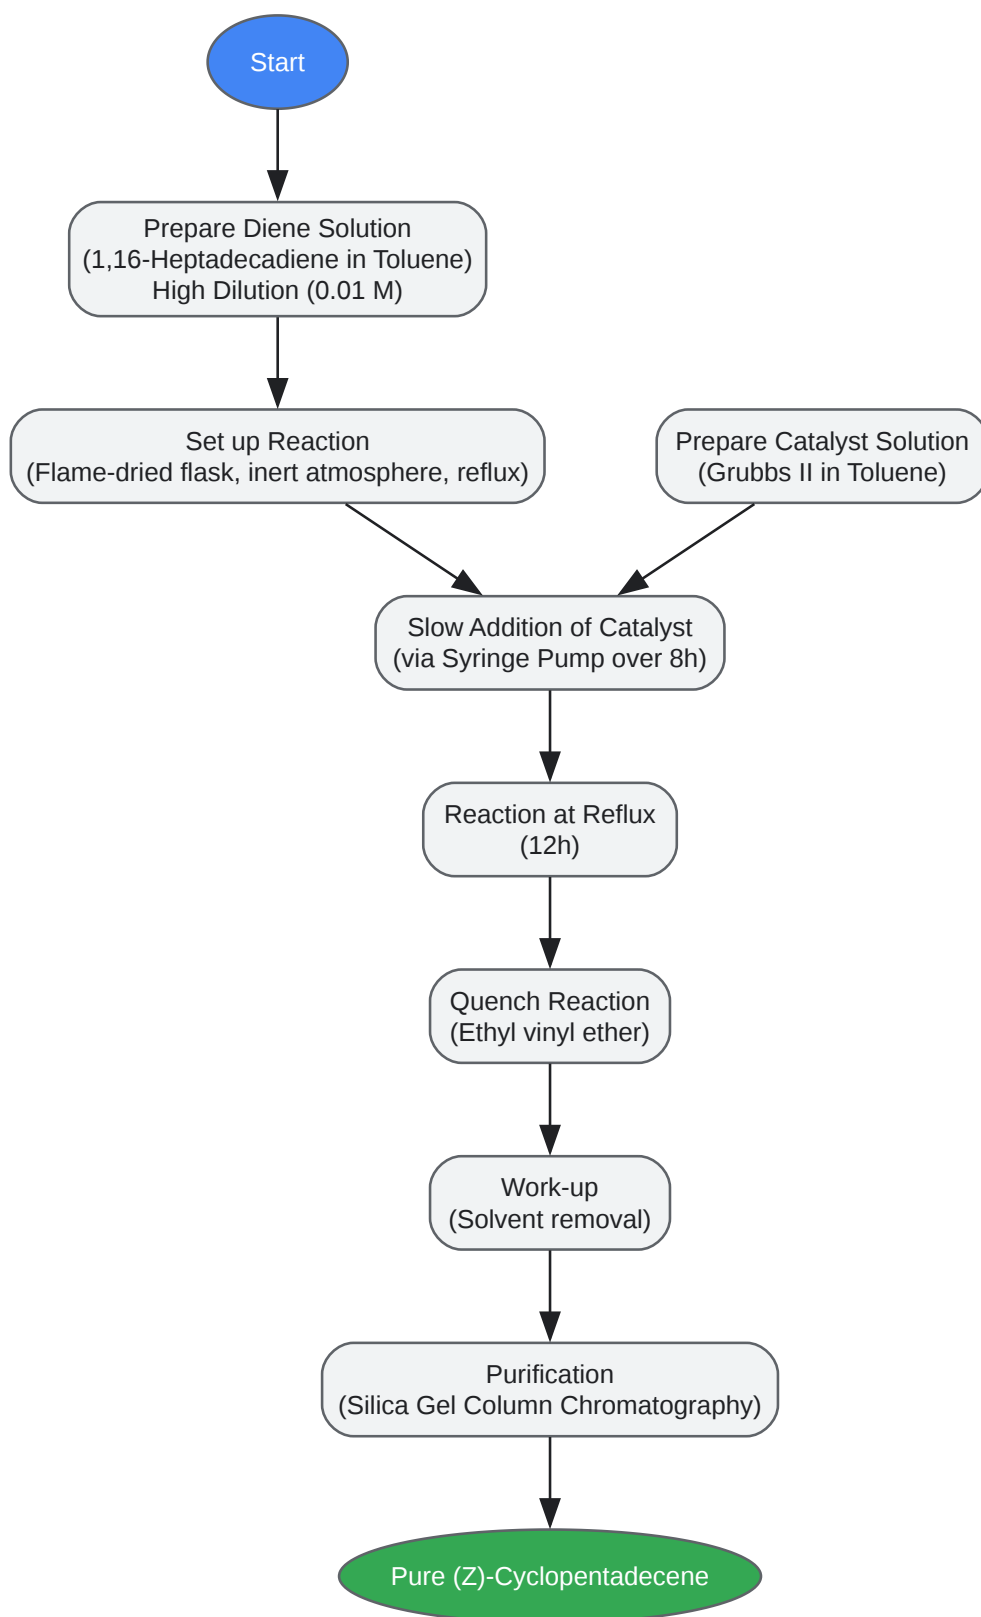 Start
Prepare Diene Solution
(1,16-Heptadecadiene in Toluene)
High Dilution (0.01 M)
Set up Reaction
(Flame-dried flask, inert atmosphere, reflux)
Prepare Catalyst Solution
(Grubbs II in Toluene)
Slow Addition of Catalyst
(via Syringe Pump over 8h)
Reaction at Reflux
(12h)
Quench Reaction
(Ethyl vinyl ether)
Work-up
(Solvent removal)
Purification
(Silica Gel Column Chromatography)
Pure (Z)-Cyclopentadecene